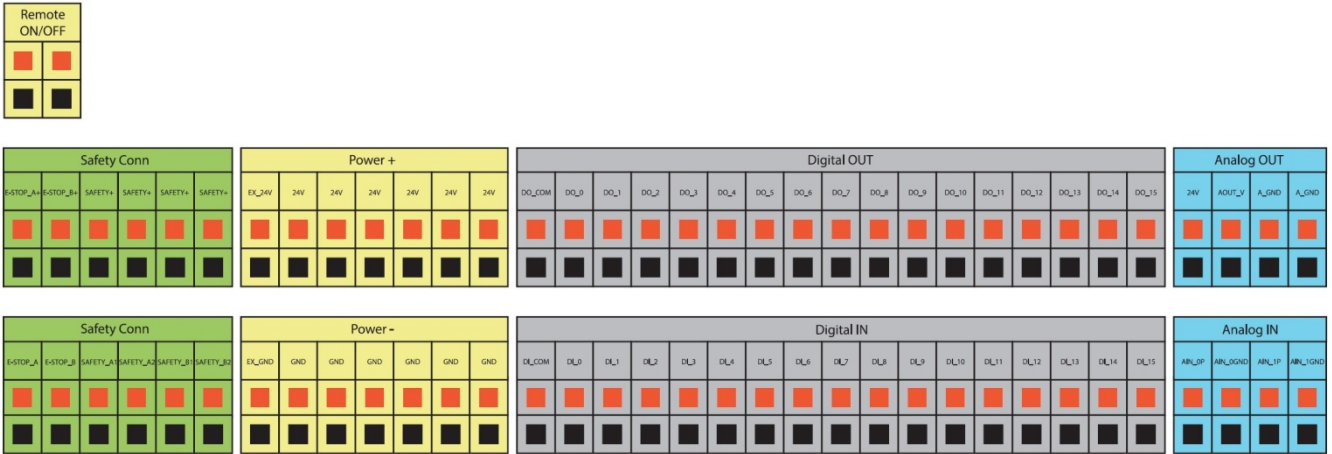 Remote
ON/OFF
Safety Conn
E-STOP_A+ E-STOP_B+ SAFETY+ SAFETY+ SAFETY+ SAFETY+
Power +
EX_24V 24V 24V 24V 24V 24V 24V
Digital OUT
DO_COM DO_0 DO_1 DO_2 DO_3 DO_4 DO_5 DO_6 DO_7 DO_8 DO_9 DO_10 DO_11 DO_12 DO_13 DO_14 DO_15
Analog OUT
24V AOUT_V A_GND A_GND
Safety Conn
E-STOP_A E-STOP_B SAFETY_A1 SAFETY_A2 SAFETY_B1 SAFETY_B2
Power -
EX_GND GND GND GND GND GND GND
Digital IN
DI_COM DI_0 DI_1 DI_2 DI_3 DI_4 DI_5 DI_6 DI_7 DI_8 DI_9 DI_10 DI_11 DI_12 DI_13 DI_14 DI_15
Analog IN
AIN_0P AIN_0GND AIN_1P AIN_1GND